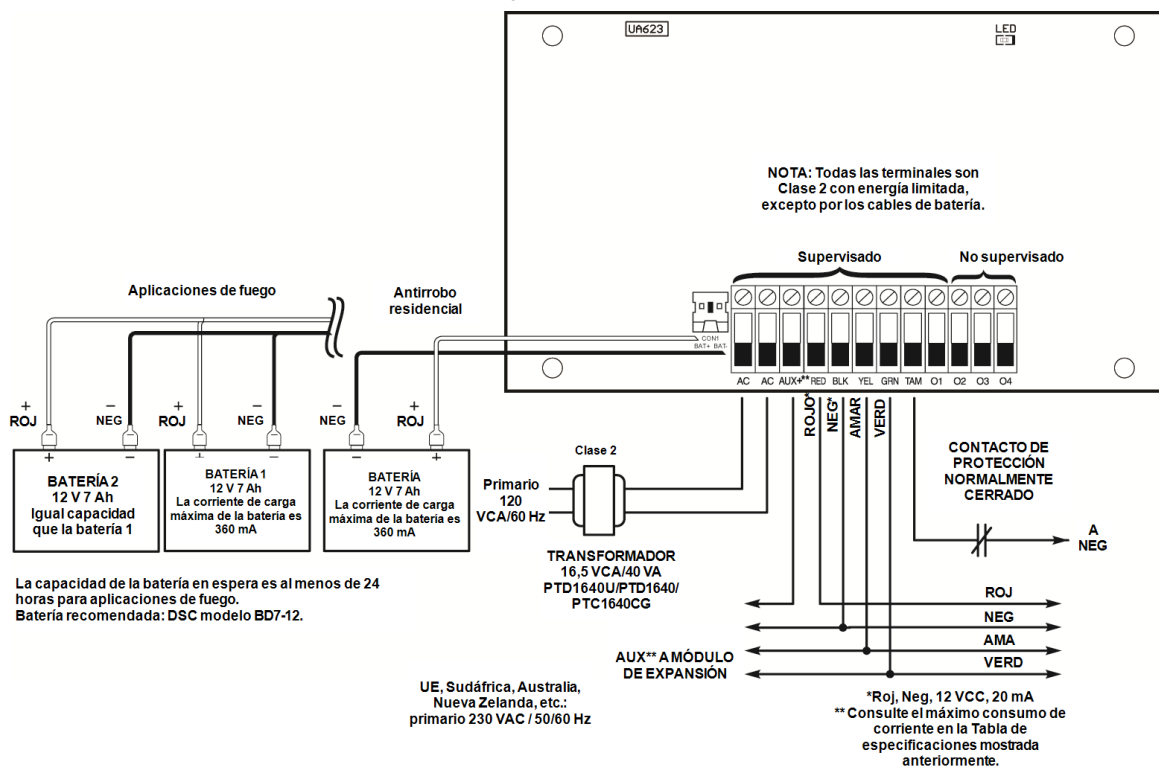 UA623
LED
NOTA: Todas las terminales son
Clase 2 con energía limitada,
excepto por los cables de batería.
Supervisado
No supervisado
Aplicaciones de fuego
Antirrobo
residencial
CON1
BAT+ BAT-
AC AC AUX+** RED BLK YEL GRN TAM O1 O2 O3 O4
ROJO*
NEG*
AMAR
VERD
+
ROJ
–
NEG
+
ROJ
–
NEG
–
NEG
+
ROJ
+ –
+ –
– +
BATERÍA 2
12 V 7 Ah
Igual capacidad
que la batería 1
BATERÍA 1
12 V 7 Ah
La corriente de carga
máxima de la batería es
360 mA
BATERÍA
12 V 7 Ah
La corriente de carga
máxima de la batería es
360 mA
Clase 2
Primario
120
VCA/60 Hz
TRANSFORMADOR
16,5 VCA/40 VA
PTD1640U/PTD1640/
PTC1640CG
CONTACTO DE
PROTECCIÓN
NORMALMENTE
CERRADO
A
NEG
La capacidad de la batería en espera es al menos de 24
horas para aplicaciones de fuego.
Batería recomendada: DSC modelo BD7-12.
ROJ
NEG
AMA
VERD
AUX** A MÓDULO
DE EXPANSIÓN
UE, Sudáfrica, Australia,
Nueva Zelanda, etc.:
primario 230 VAC / 50/60 Hz
*Roj, Neg, 12 VCC, 20 mA
** Consulte el máximo consumo de
corriente en la Tabla de
especificaciones mostrada
anteriormente.